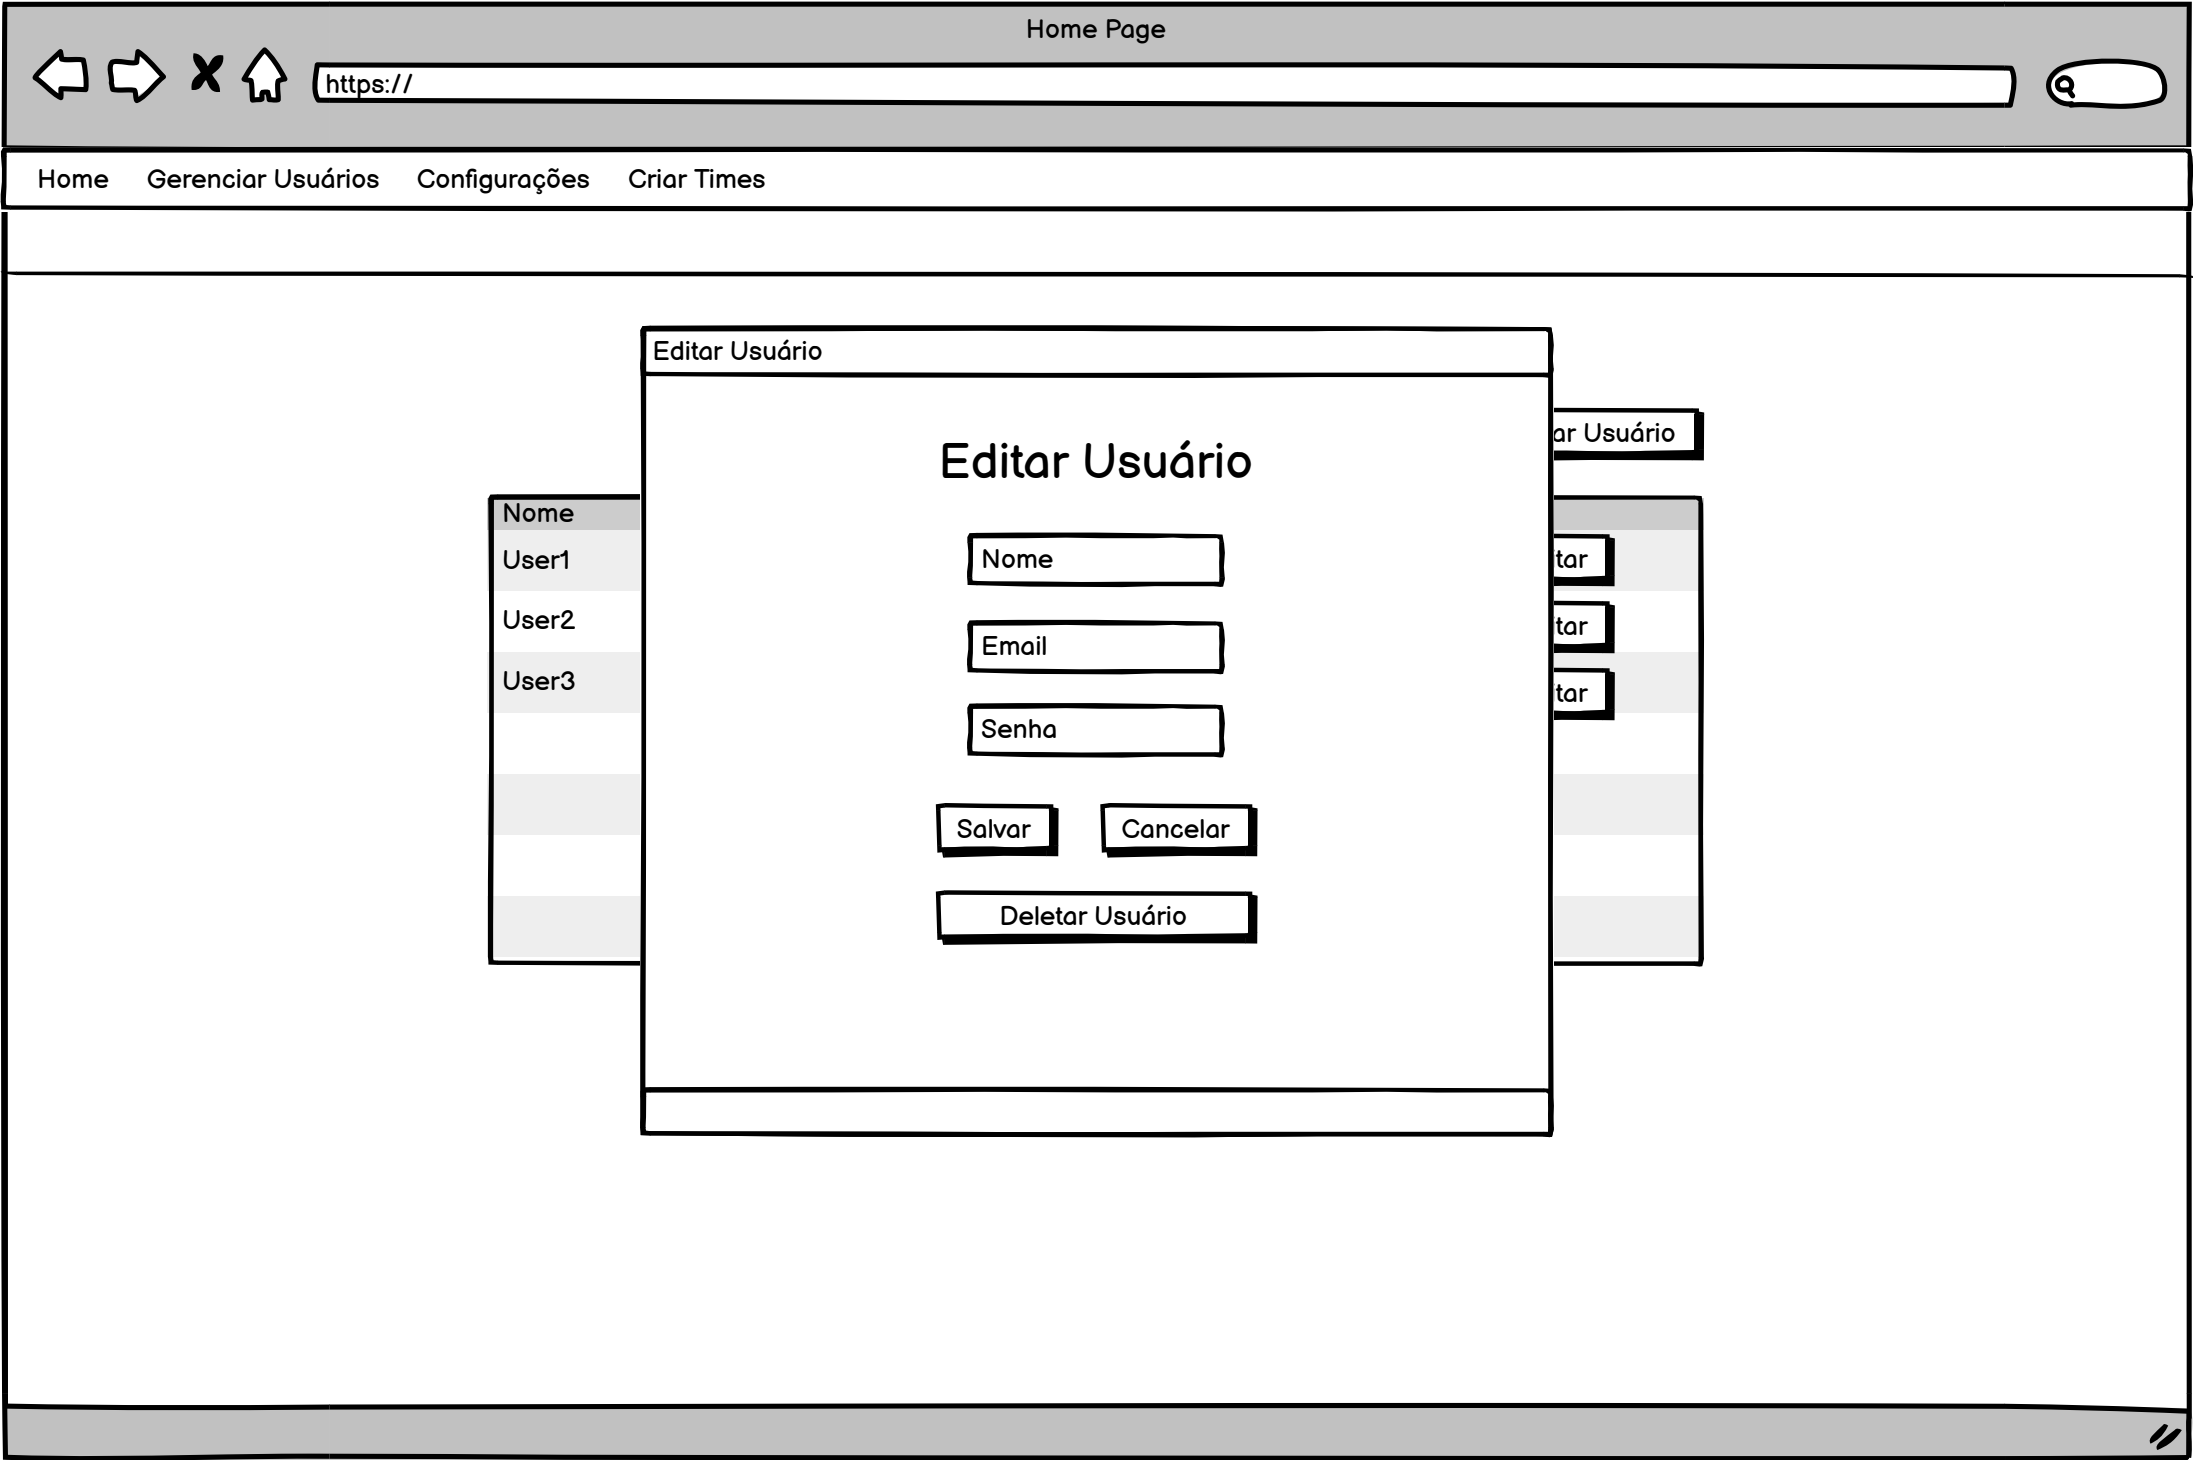 Home Page
https://
Home Gerenciar Usuários Configurações Criar Times
Editar Usuário
Editar Usuário
ar Usuário
Nome
User1
User2
User3
Nome
Email
Senha
tar
tar
tar
Salvar Cancelar
Deletar Usuário